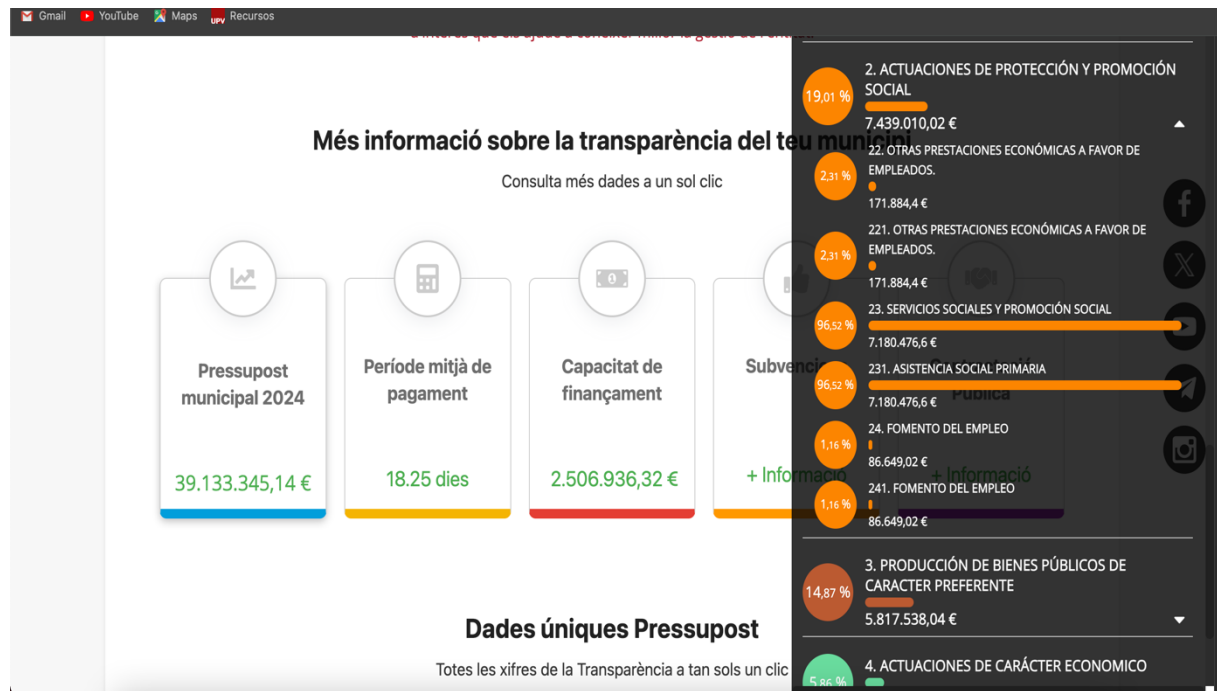 Gmail YouTube Maps UPV Recursos
Més informació sobre la transparència del teu municipi
Consulta més dades a un sol clic
Pressupost
municipal 2024
39.133.345,14 €
Període mitjà de
pagament
18.25 dies
Capacitat de
finançament
2.506.936,32 €
+ Informació
Pública
+ Informació
Dades úniques Pressupost
Totes les xifres de la Transparència a tan sols un clic
19,01 %
2. ACTUACIONES DE PROTECCIÓN Y PROMOCIÓN
SOCIAL
7.439.010,02 €
2,31 %
22. OTRAS PRESTACIONES ECONÓMICAS A FAVOR DE
EMPLEADOS.
171.884,4 €
2,31 %
221. OTRAS PRESTACIONES ECONÓMICAS A FAVOR DE
EMPLEADOS.
171.884,4 €
96,52 %
23. SERVICIOS SOCIALES Y PROMOCIÓN SOCIAL
7.180.476,6 €
96,52 %
231. ASISTENCIA SOCIAL PRIMARIA
7.180.476,6 €
1,16 %
24. FOMENTO DEL EMPLEO
86.649,02 €
1,16 %
241. FOMENTO DEL EMPLEO
86.649,02 €
14,87 %
3. PRODUCCIÓN DE BIENES PÚBLICOS DE
CARACTER PREFERENTE
5.817.538,04 €
5,86 %
4. ACTUACIONES DE CARÁCTER ECONOMICO